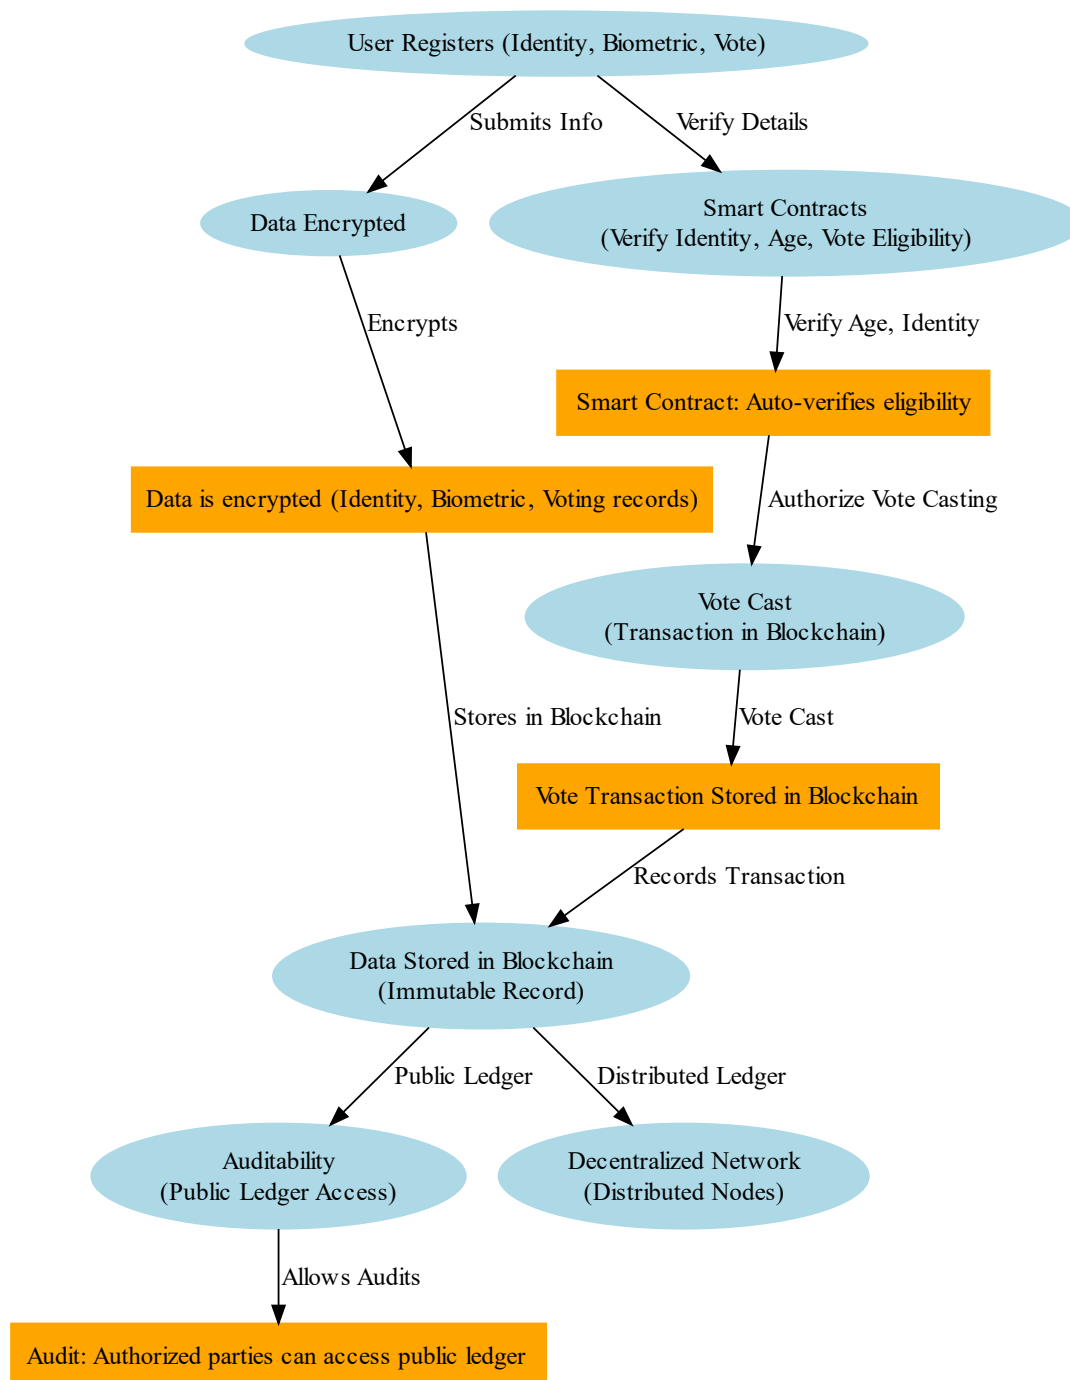 User Registers (Identity, Biometric, Vote)
Submits Info
Verify Details
Data Encrypted
Smart Contracts
(Verify Identity, Age, Vote Eligibility)
Encrypts
Verify Age, Identity
Smart Contract: Auto-verifies eligibility
Data is encrypted (Identity, Biometric, Voting records)
Authorize Vote Casting
Vote Cast
(Transaction in Blockchain)
Stores in Blockchain
Vote Cast
Vote Transaction Stored in Blockchain
Records Transaction
Data Stored in Blockchain
(Immutable Record)
Public Ledger
Distributed Ledger
Auditability
(Public Ledger Access)
Decentralized Network
(Distributed Nodes)
Allows Audits
Audit: Authorized parties can access public ledger